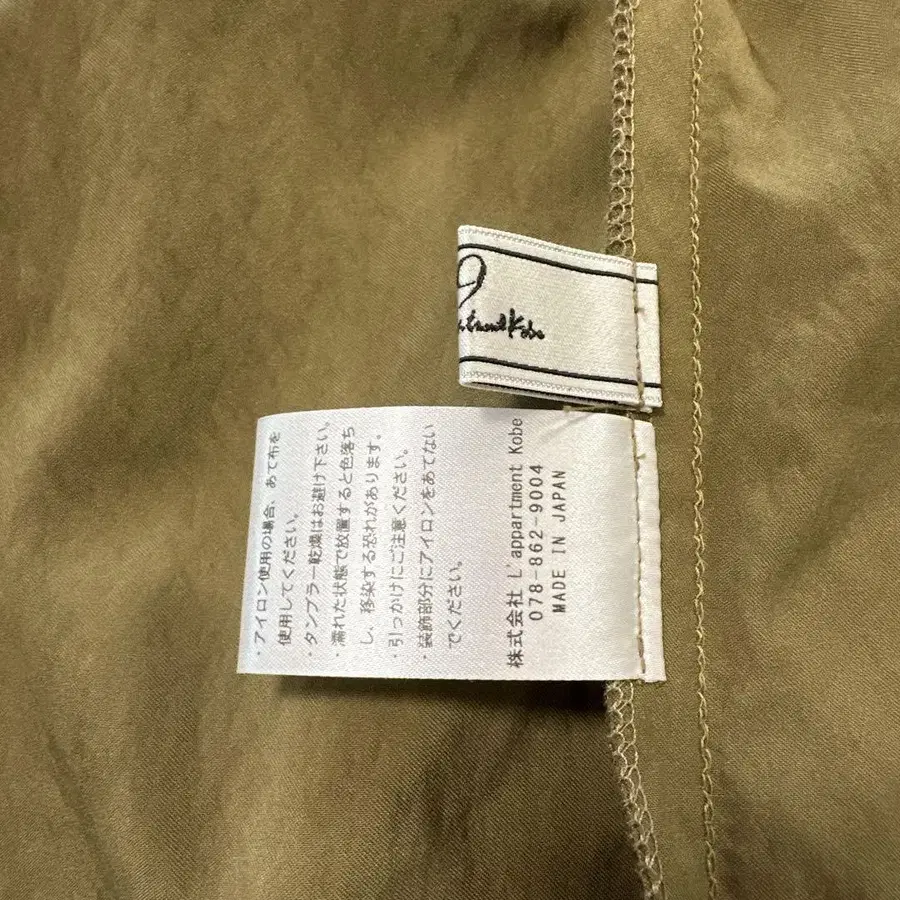 tmentKobe
・アイロン使用の場合、あて布を
使用してください。
・タンブラー乾燥はお避け下さい。
・濡れた状態で放置すると色落ち
し、移染する恐れがあります。
・引っかけにご注意ください。
・装飾部分にアイロンをあてない
でください。
株式会社 L'appartment Kobe
078-862-9004
MADE IN JAPAN